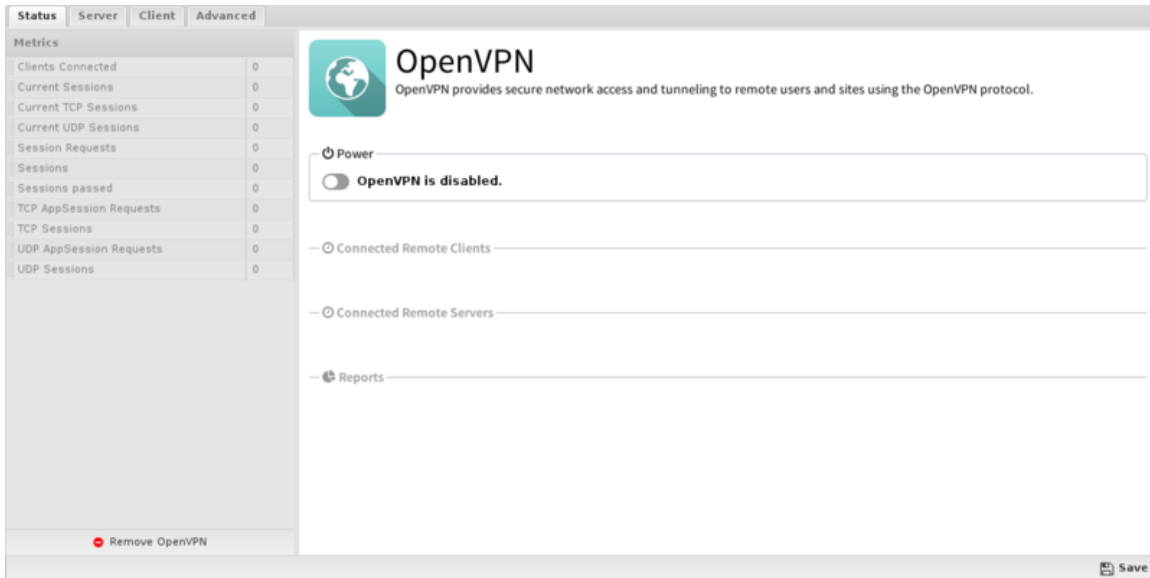 Status Server Client Advanced
Metrics
Clients Connected 0
Current Sessions 0
Current TCP Sessions 0
Current UDP Sessions 0
Session Requests 0
Sessions 0
Sessions passed 0
TCP AppSession Requests 0
TCP Sessions 0
UDP AppSession Requests 0
UDP Sessions 0
Remove OpenVPN
OpenVPN
OpenVPN provides secure network access and tunneling to remote users and sites using the OpenVPN protocol.
Power
OpenVPN is disabled.
Connected Remote Clients
Connected Remote Servers
Reports
Save